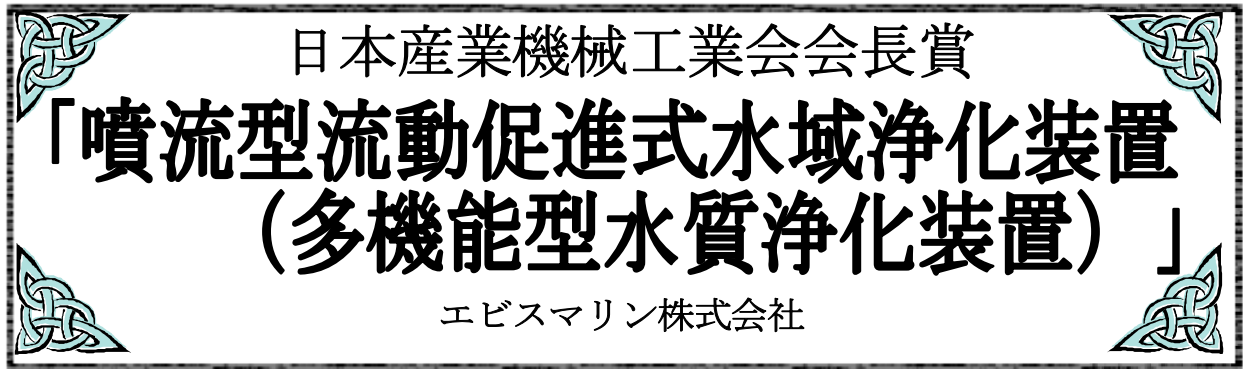 日本産業機械工業会会長賞
「噴流型流動促進式水域浄化装置
（多機能型水質浄化装置）」
エビスマリン株式会社